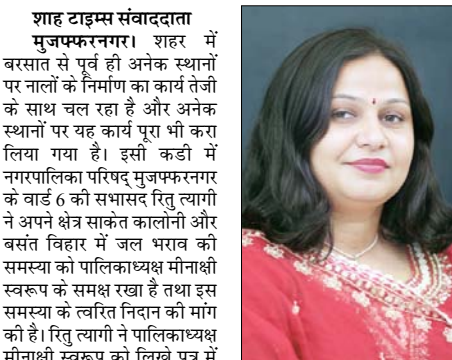 शाह टाइम्स संवाददाता
मुजफ्फरनगर। शहर में
बरसात से पूर्व ही अनेक स्थानों
पर नालों के निर्माण का कार्य तेजी
के साथ चल रहा है और अनेक
स्थानों पर यह कार्य पूरा भी करा
लिया गया है। इसी कडी में
नगरपालिका परिषद् मुजफ्फरनगर
के वार्ड 6 की सभासद रितु त्यागी
ने अपने क्षेत्र साकेत कालोनी और
बसंत विहार में जल भराव की
समस्या को पालिकाध्यक्ष मीनाक्षी
स्वरूप के समक्ष रखा है तथा इस
समस्या के त्वरित निदान की मांग
की है। रितु त्यागी ने पालिकाध्यक्ष
मीनाक्षी स्वरूप को लिखे पत्र में